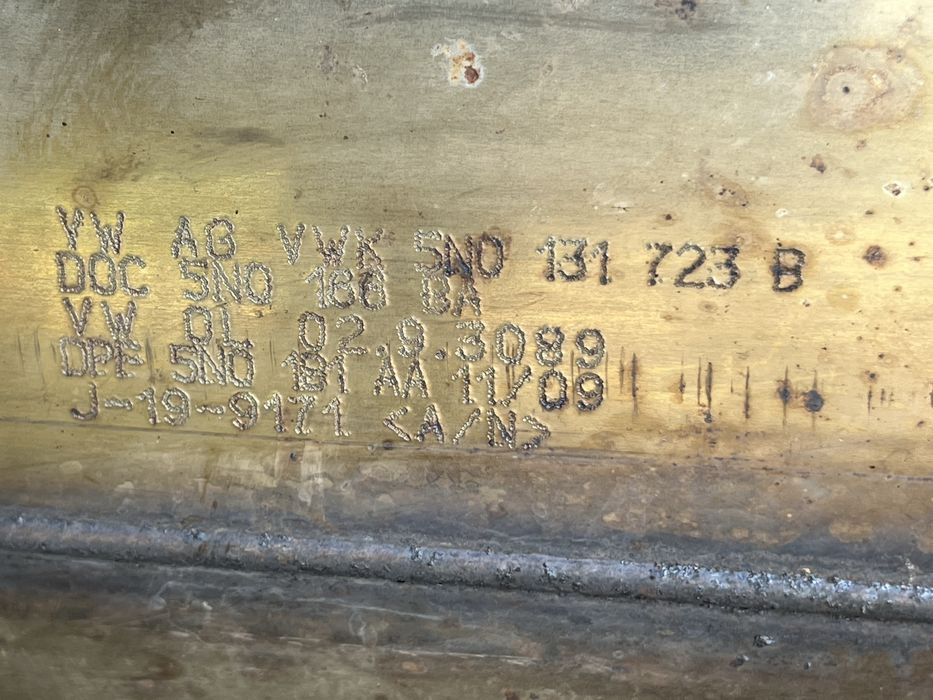 VW AG VWK 5N0 131 723 B
DOC 5N0 166 BA
VW 01 02.9.3089
DPF 5N0 181 AA 11/09
J-19-9171 <A/N>